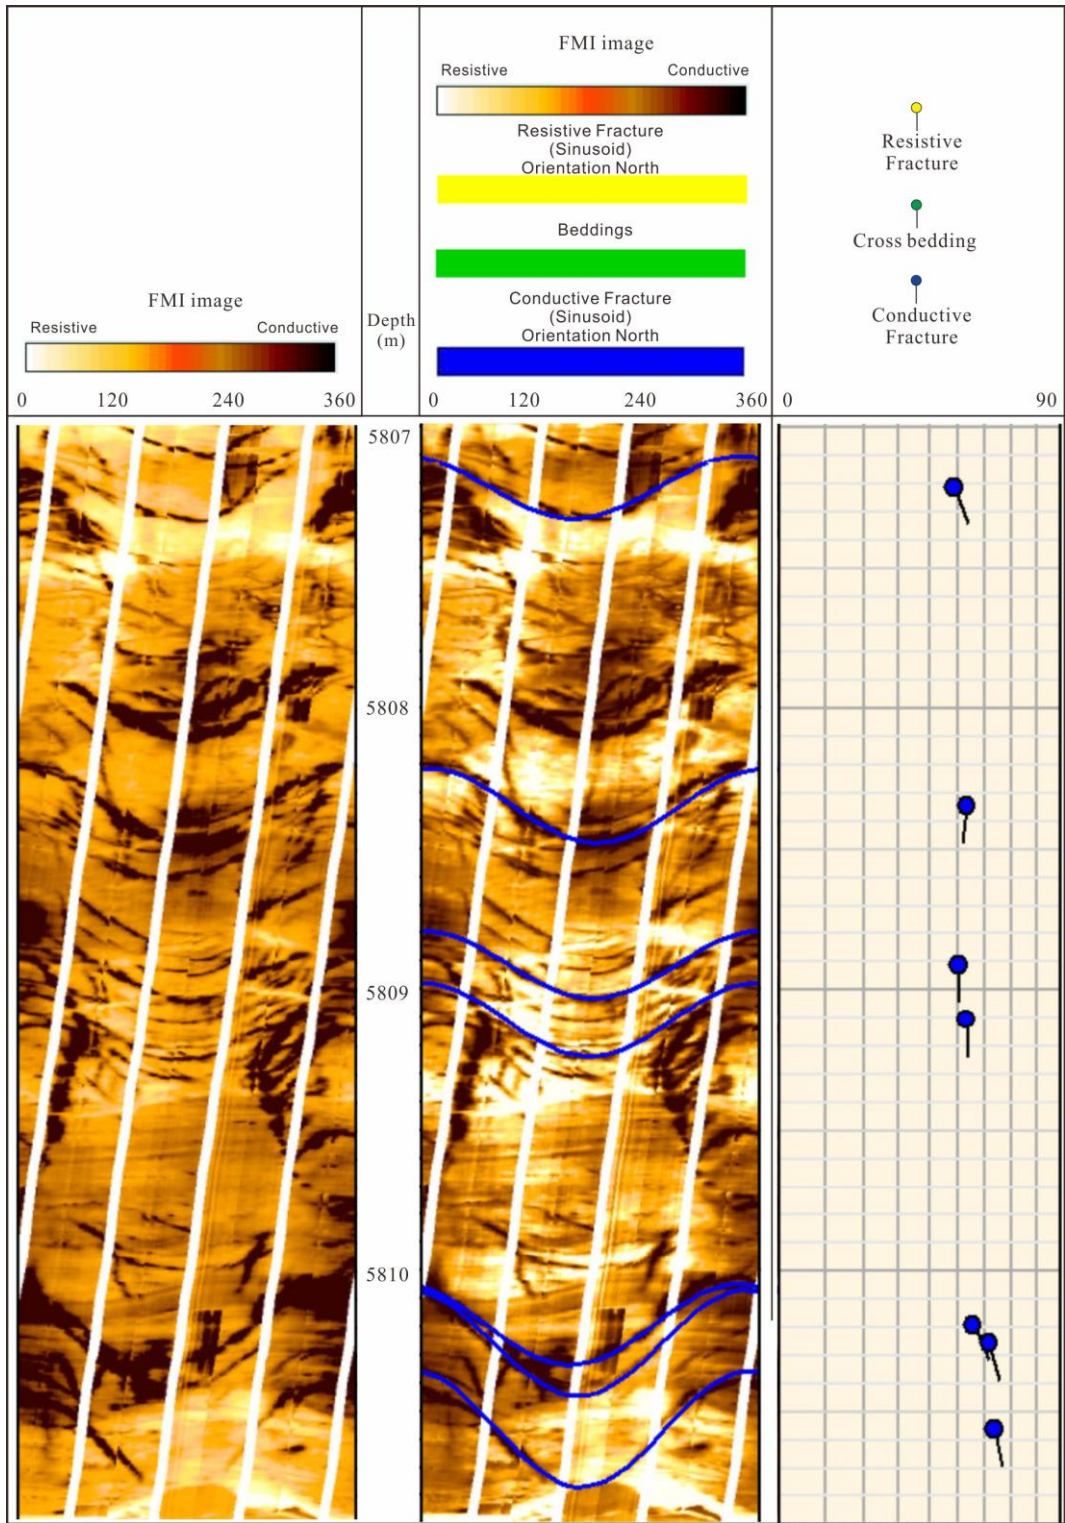 FMI image
Resistive Conductive
0 120 240 360
Depth
(m)
FMI image
Resistive Conductive
Resistive Fracture
(Sinusoid)
Orientation North
Beddings
Conductive Fracture
(Sinusoid)
Orientation North
0 120 240 360
Resistive
Fracture
Cross bedding
Conductive
Fracture
0 90
5807
5808
5809
5810